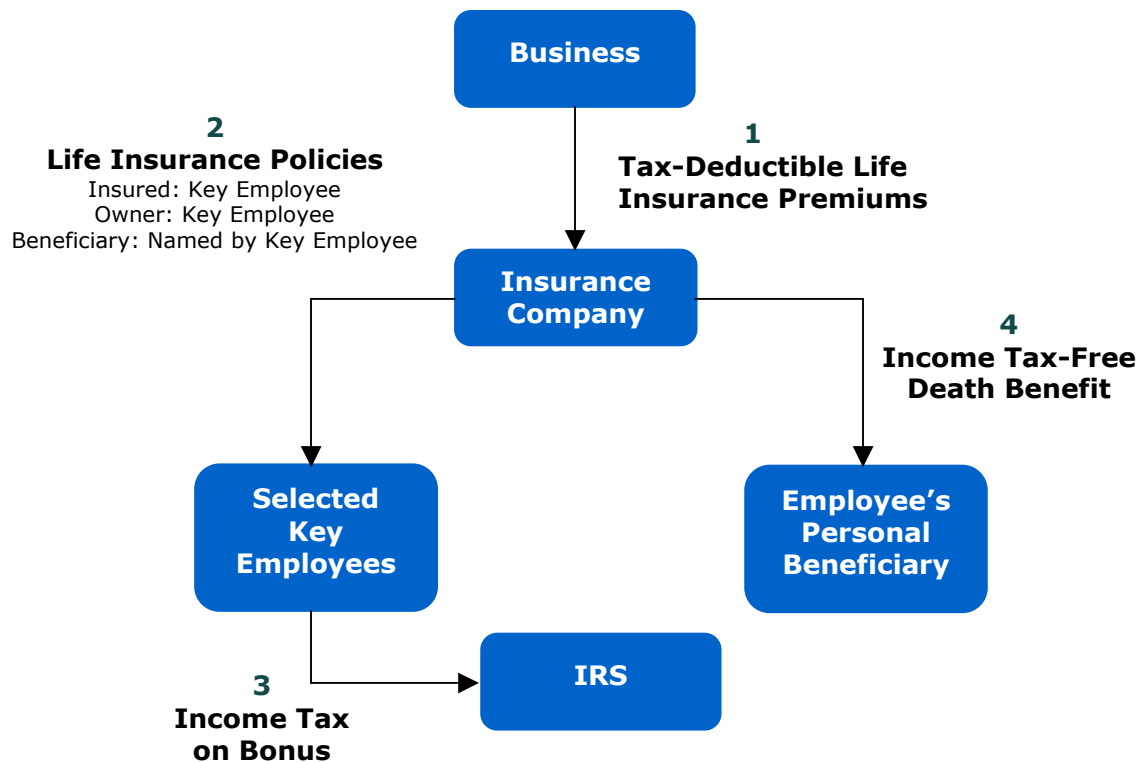 Business
2
Life Insurance Policies
Insured: Key Employee
Owner: Key Employee
Beneficiary: Named by Key Employee
1
Tax-Deductible Life
Insurance Premiums
Insurance
Company
4
Income Tax-Free
Death Benefit
Selected
Key
Employees
Employee’s
Personal
Beneficiary
IRS
3
Income Tax
on Bonus